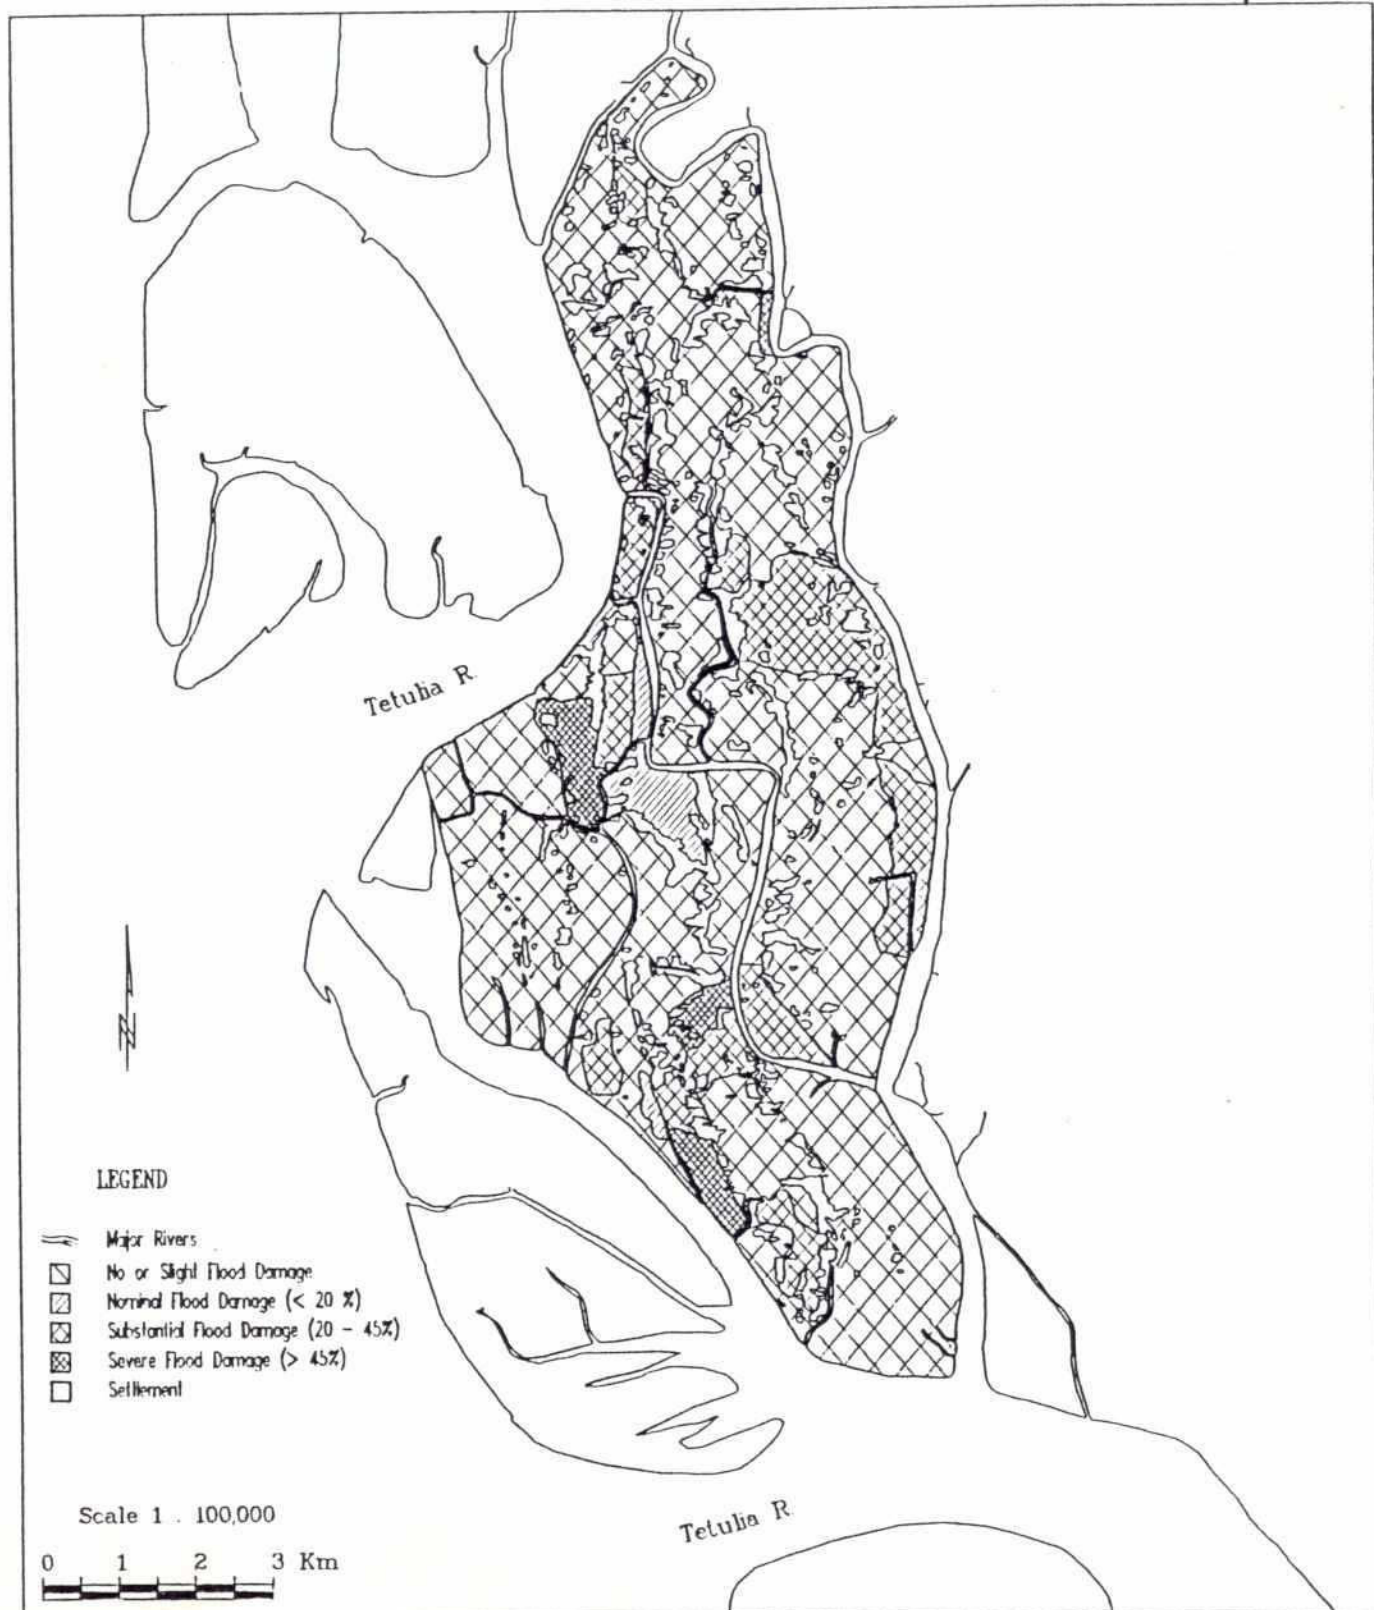 Tetulia R.
LEGEND
Major Rivers
No or Slight Flood Damage
Nominal Flood Damage (< 20 %)
Substantial Flood Damage (20 - 45%)
Severe Flood Damage (> 45%)
Settlement
Scale 1 : 100,000
0 1 2 3 Km
Tetulia R.